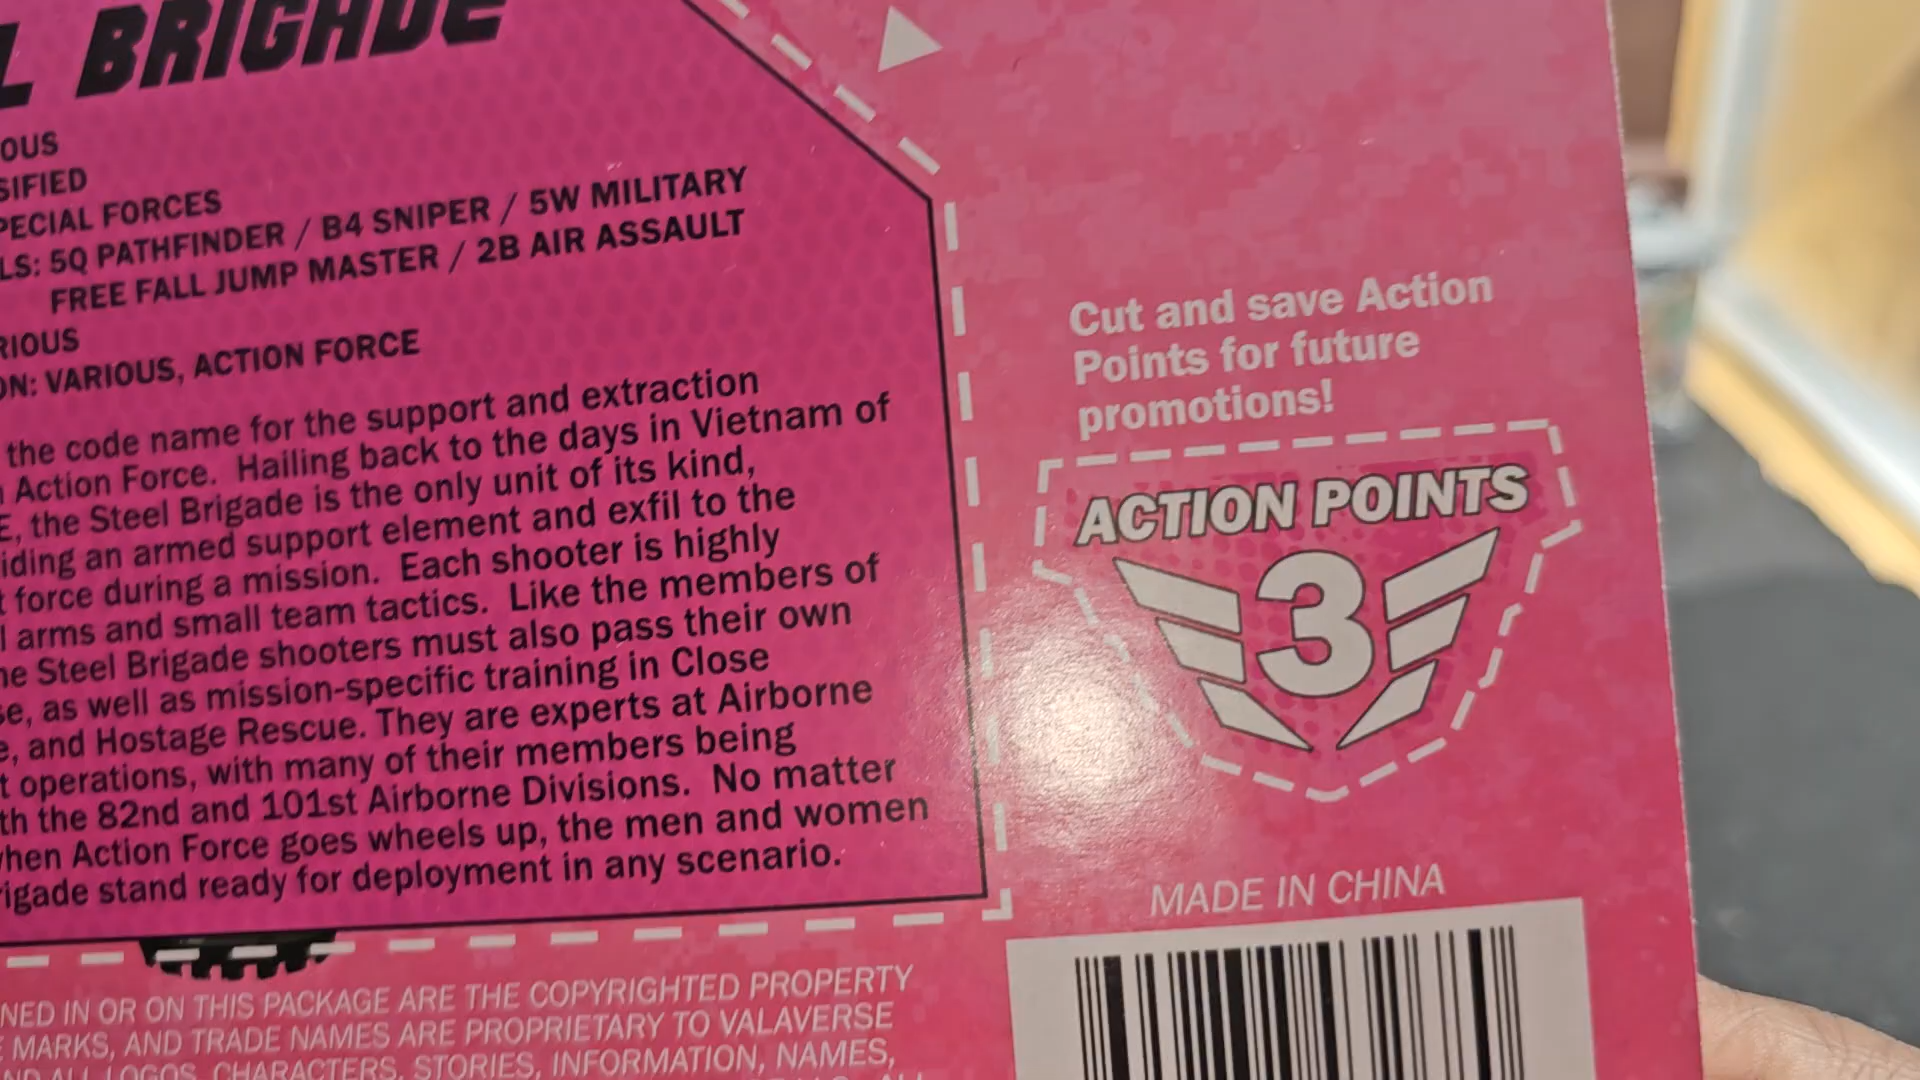 L BRIGADE
OUS
SIFIED
PECIAL FORCES
LS: 5Q PATHFINDER / B4 SNIPER / 5W MILITARY
FREE FALL JUMP MASTER / 2B AIR ASSAULT
RIOUS
ON: VARIOUS, ACTION FORCE
the code name for the support and extraction
Action Force. Hailing back to the days in Vietnam of
E, the Steel Brigade is the only unit of its kind,
iding an armed support element and exfil to the
t force during a mission. Each shooter is highly
l arms and small team tactics. Like the members of
he Steel Brigade shooters must also pass their own
se, as well as mission-specific training in Close
e, and Hostage Rescue. They are experts at Airborne
t operations, with many of their members being
th the 82nd and 101st Airborne Divisions. No matter
when Action Force goes wheels up, the men and women
rigade stand ready for deployment in any scenario.
NED IN OR ON THIS PACKAGE ARE THE COPYRIGHTED PROPERTY
E MARKS, AND TRADE NAMES ARE PROPRIETARY TO VALAVERSE
ND ALL LOGOS, CHARACTERS, STORIES, INFORMATION, NAMES,
Cut and save Action
Points for future
promotions!
ACTION POINTS
3
MADE IN CHINA